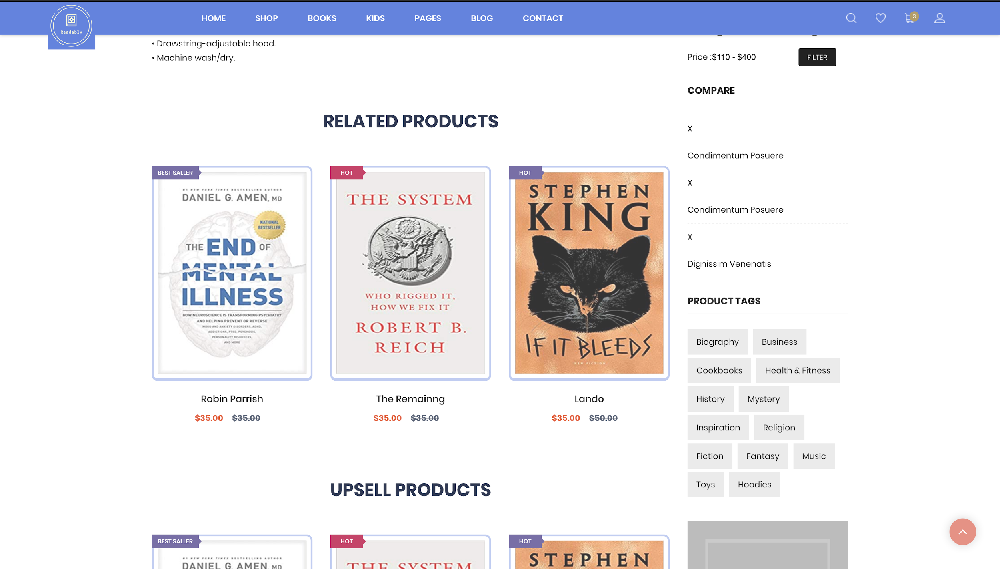 HOME SHOP BOOKS KIDS PAGES BLOG CONTACT
3
Readably
• Drawstring-adjustable hood.
• Machine wash/dry.
Price :$110 - $400
FILTER
COMPARE
X
Condimentum Posuere
X
Condimentum Posuere
X
Dignissim Venenatis
RELATED PRODUCTS
BEST SALLER
#1 NEW YORK TIMES BESTSELLING AUTHOR
DANIEL G. AMEN, MD
NATIONAL
BESTSELLER
THE END OF
MENTAL
ILLNESS
HOW NEUROSCIENCE IS TRANSFORMING PSYCHIATRY
AND HELPING PREVENT OR REVERSE
MOOD AND ANXIETY DISORDERS, ADHD,
ADDICTIONS, PTSD, PSYCHOSIS,
PERSONALITY DISORDERS,
AND MORE
Robin Parrish
$35.00 $35.00
HOT
THE SYSTEM
WHO RIGGED IT,
HOW WE FIX IT
ROBERT B.
REICH
The Remainng
$35.00 $35.00
HOT
STEPHEN
KING
IF IT BLEEDS
NEW FICTION
Lando
$35.00 $50.00
PRODUCT TAGS
Biography Business
Cookbooks Health & Fitness
History Mystery
Inspiration Religion
Fiction Fantasy Music
Toys Hoodies
UPSELL PRODUCTS
BEST SALLER
#1 NEW YORK TIMES BESTSELLING AUTHOR
DANIEL G. AMEN, MD
HOT
THE SYSTEM
HOT
STEPHEN